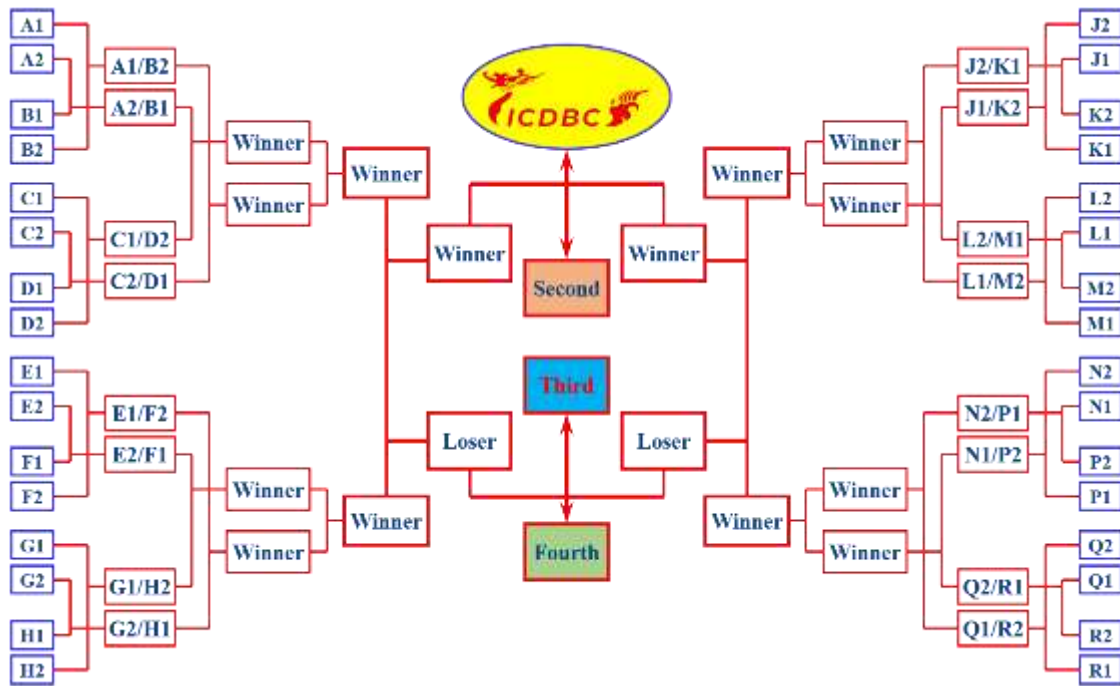 A1
A2
B1
B2
C1
C2
D1
D2
E1
E2
F1
F2
G1
G2
H1
H2
A1/B2
A2/B1
C1/D2
C2/D1
E1/F2
E2/F1
G1/H2
G2/H1
Winner
Winner
Winner
Winner
Winner
Winner
ICDBC
Winner
Winner
Second
Third
Loser
Loser
Fourth
Winner
Winner
Winner
Winner
Winner
Winner
J2/K1
J1/K2
L2/M1
L1/M2
N2/P1
N1/P2
Q2/R1
Q1/R2
J2
J1
K2
K1
L2
L1
M2
M1
N2
N1
P2
P1
Q2
Q1
R2
R1